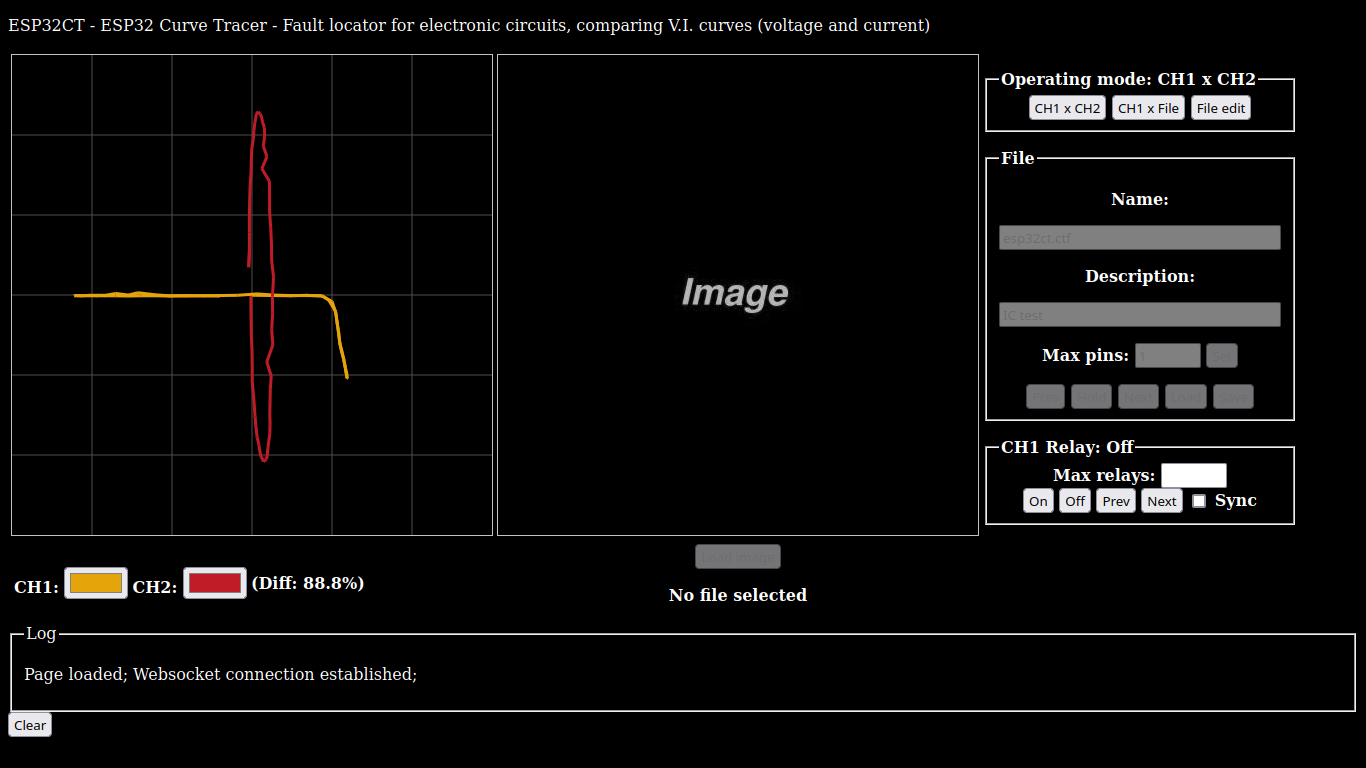 ESP32CT - ESP32 Curve Tracer - Fault locator for electronic circuits, comparing V.I. curves (voltage and current)
Image
Operating mode: CH1 x CH2
CH1 x CH2 CH1 x File File edit
File
Name:
esp32ct.ctf
Description:
IC test
Max pins: 1 Set
Prev Hold Next Load Save
CH1 Relay: Off
Max relays:
On Off Prev Next Sync
Load image
No file selected
CH1: CH2: (Diff: 88.8%)
Log
Page loaded; Websocket connection established;
Clear